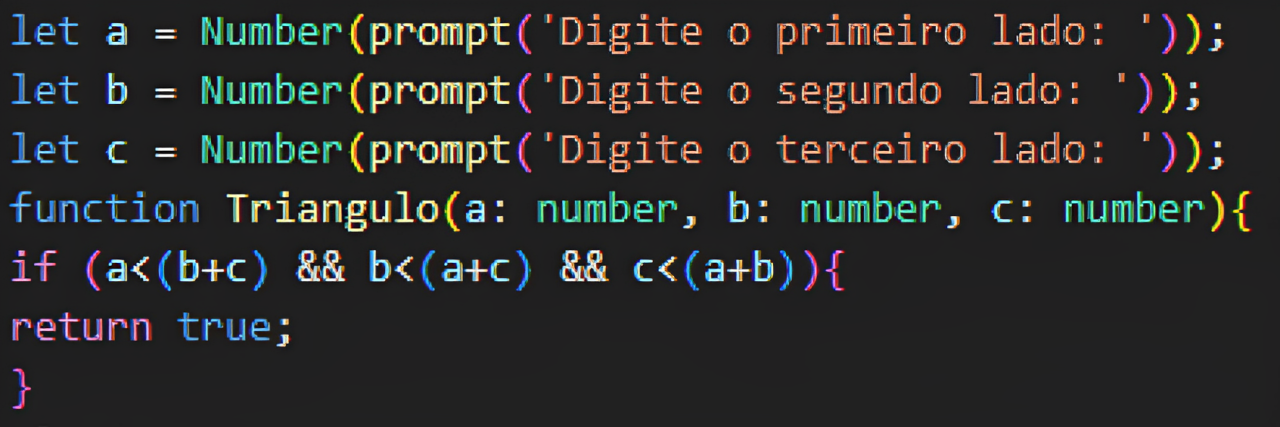 let a = Number(prompt('Digite o primeiro lado: '));
let b = Number(prompt('Digite o segundo lado: '));
let c = Number(prompt('Digite o terceiro lado: '));
function Triangulo(a: number, b: number, c: number){
if (a<(b+c) && b<(a+c) && c<(a+b)){
return true;
}